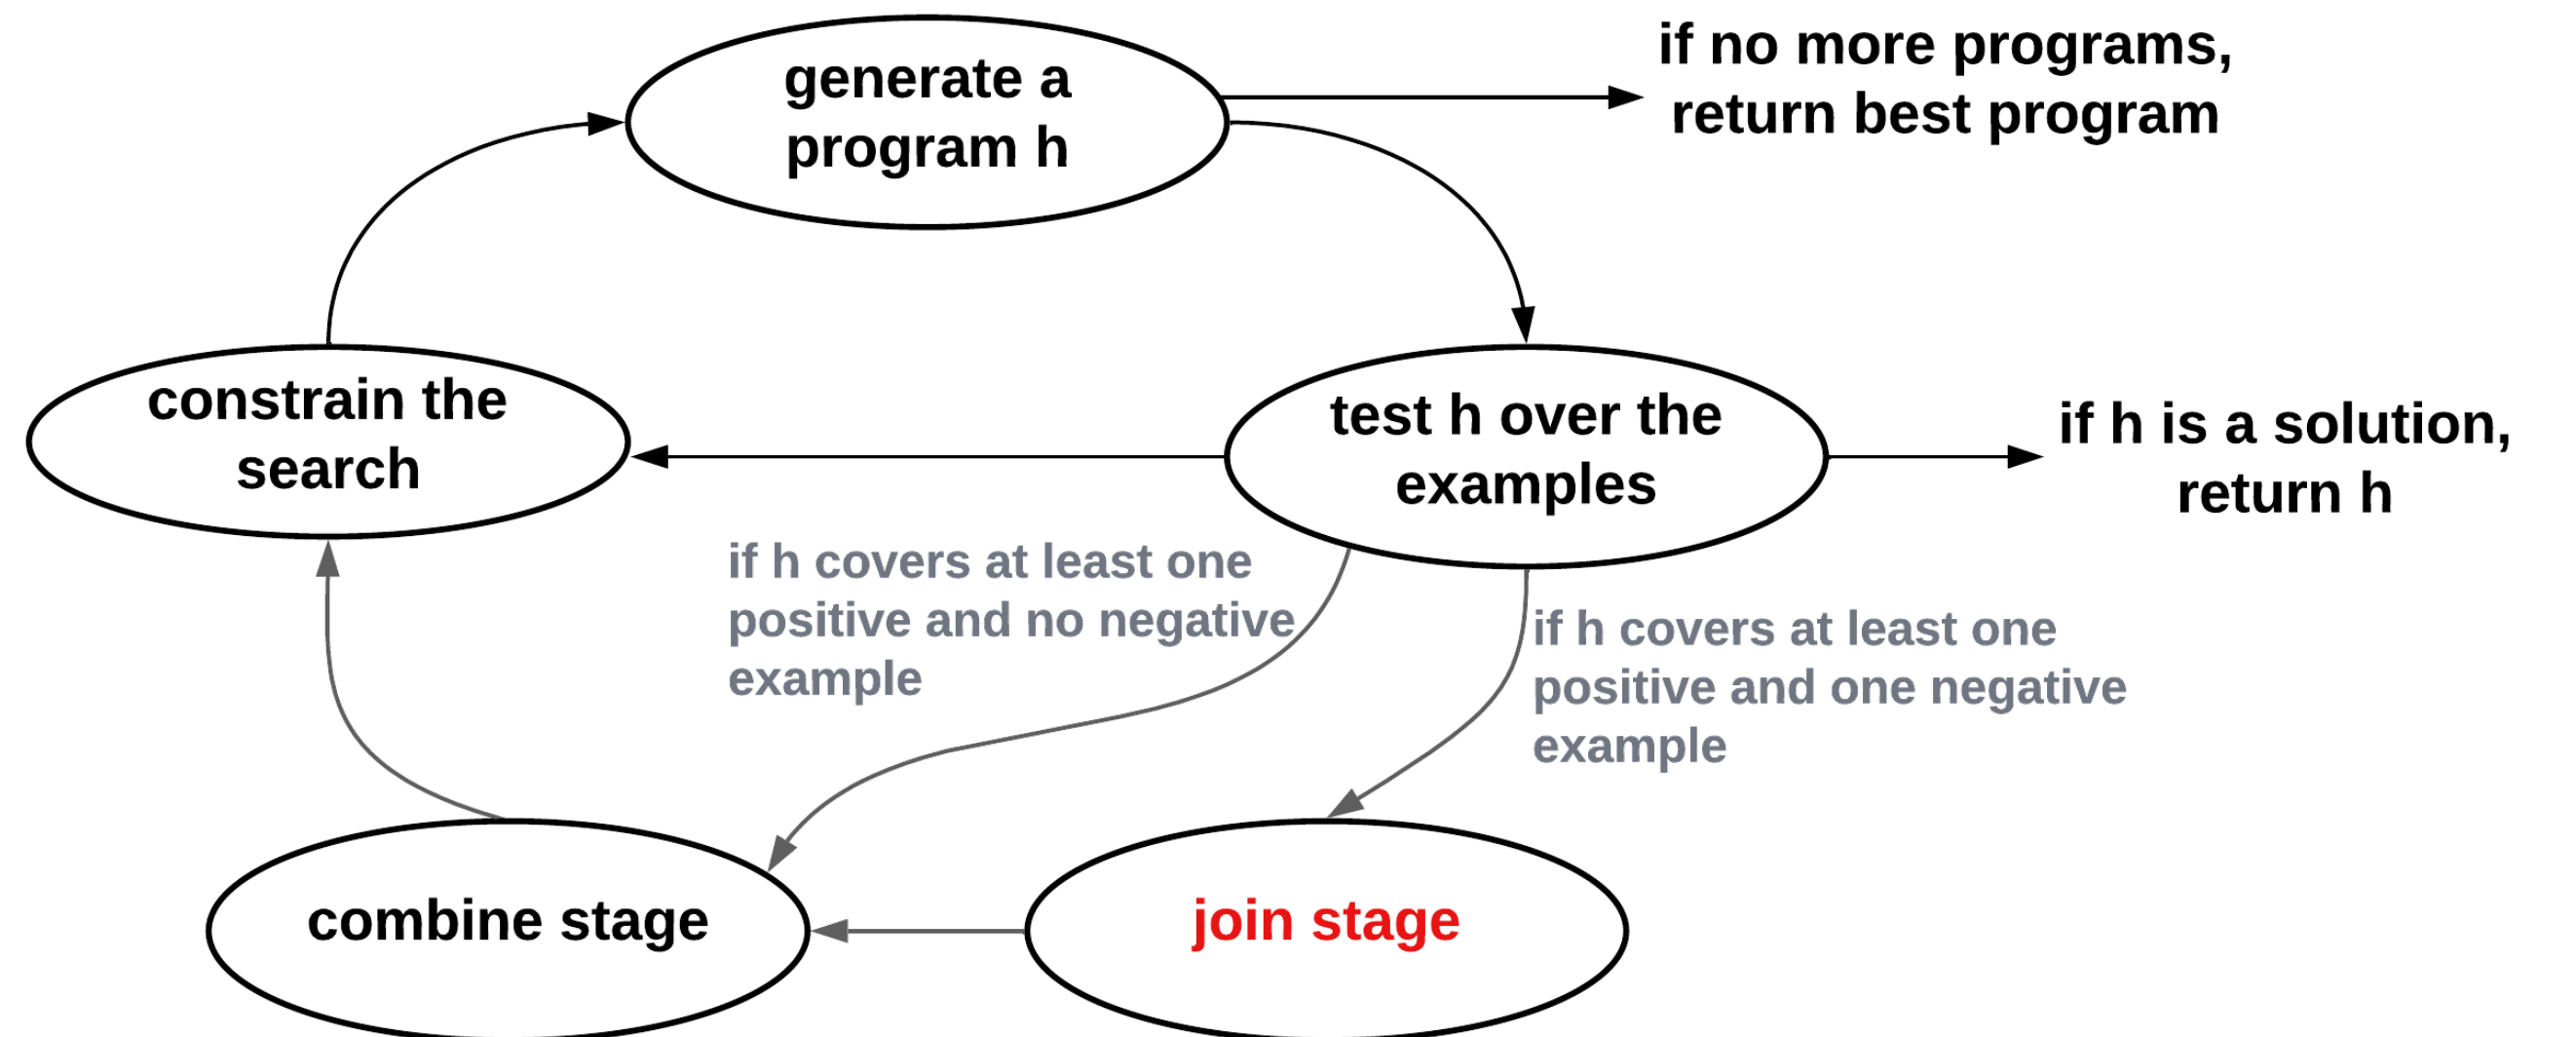 generate a
program h
if no more programs,
return best program
constrain the
search
test h over the
examples
if h is a solution,
return h
if h covers at least one
positive and no negative
example
if h covers at least one
positive and one negative
example
combine stage
join stage